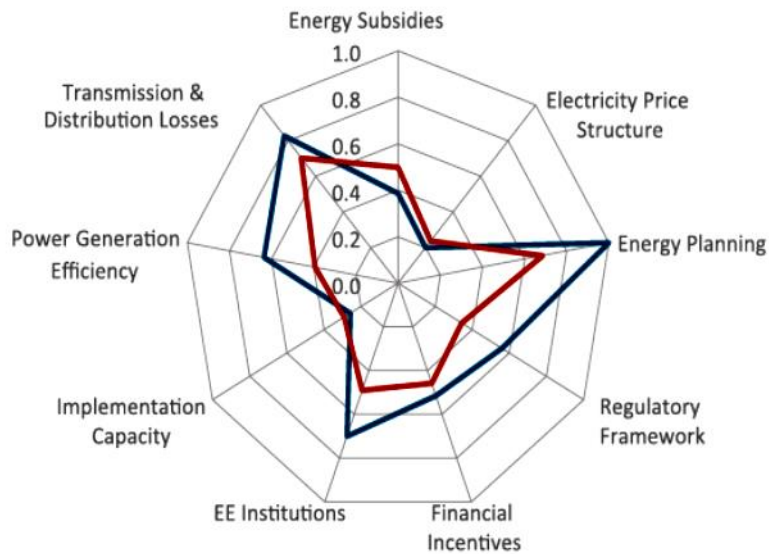 Energy Subsidies
1.0
0.8
0.6
0.4
0.2
0.0
Electricity Price
Structure
Energy Planning
Regulatory
Framework
Financial
Incentives
EE Institutions
Implementation
Capacity
Power Generation
Efficiency
Transmission &
Distribution Losses